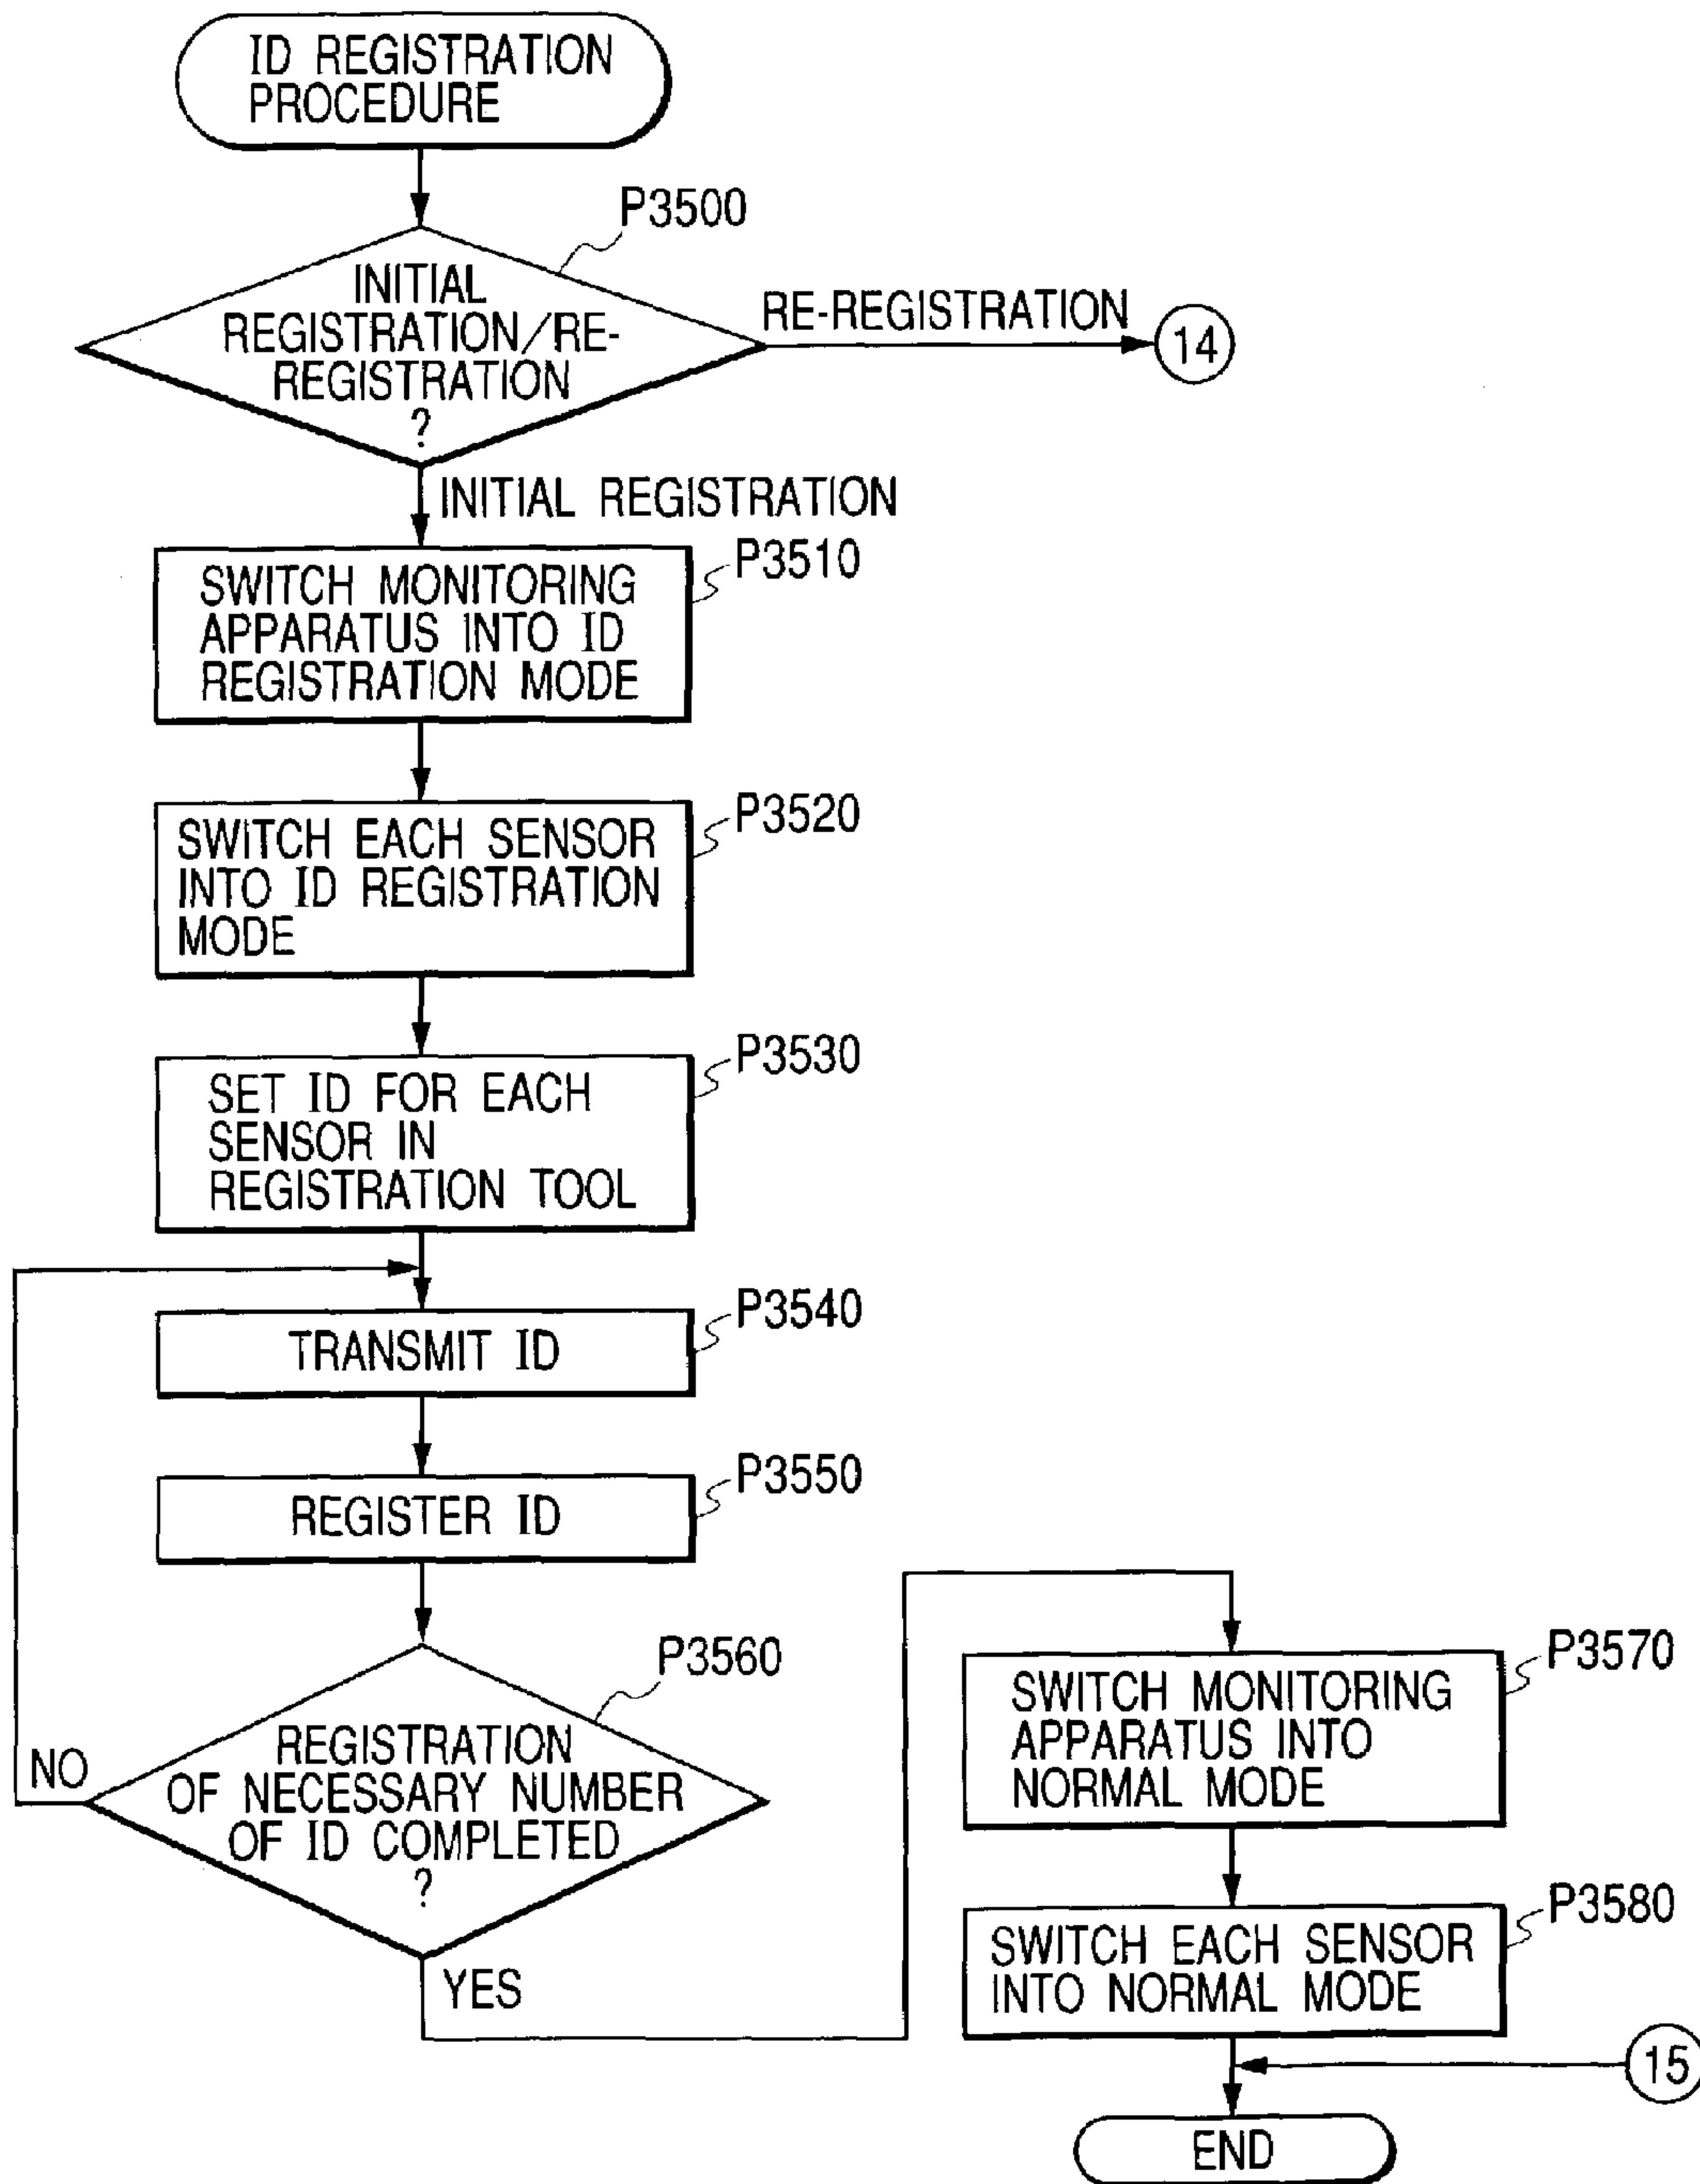 ID REGISTRATION
PROCEDURE
P3500
INITIAL
REGISTRATION/RE-
REGISTRATION
?
RE-REGISTRATION
14
INITIAL REGISTRATION
P3510
SWITCH MONITORING
APPARATUS INTO ID
REGISTRATION MODE
P3520
SWITCH EACH SENSOR
INTO ID REGISTRATION
MODE
P3530
SET ID FOR EACH
SENSOR IN
REGISTRATION TOOL
P3540
TRANSMIT ID
P3550
REGISTER ID
P3560
REGISTRATION
OF NECESSARY NUMBER
OF ID COMPLETED
?
NO
YES
P3570
SWITCH MONITORING
APPARATUS INTO
NORMAL MODE
P3580
SWITCH EACH SENSOR
INTO NORMAL MODE
15
END